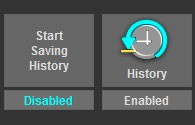 Start
Saving
History
History
Disabled
Enabled